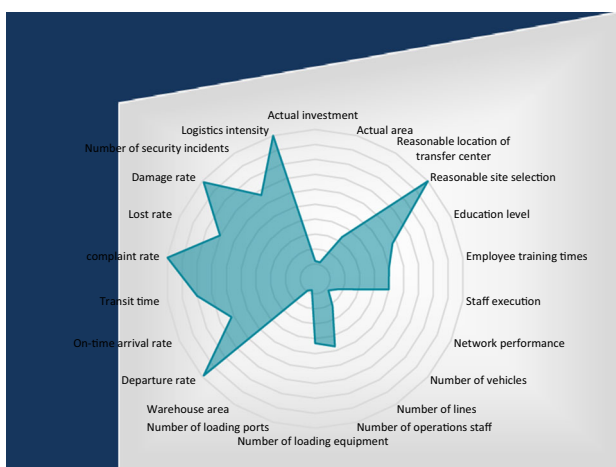 Actual investment
Logistics intensity
Actual area
Number of security incidents
Reasonable location of
transfer center
Damage rate
Reasonable site selection
Lost rate
Education level
complaint rate
Employee training times
Transit time
Staff execution
On-time arrival rate
Network performance
Departure rate
Number of vehicles
Warehouse area
Number of lines
Number of loading ports
Number of operations staff
Number of loading equipment